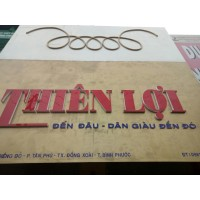 THIÊN LỢI
ĐẾN ĐÂU - DÂN GIÀU ĐẾN ĐÓ
P. TÂN PHÚ - TX. ĐỒNG XOÀI - T. BÌNH PHƯỚC